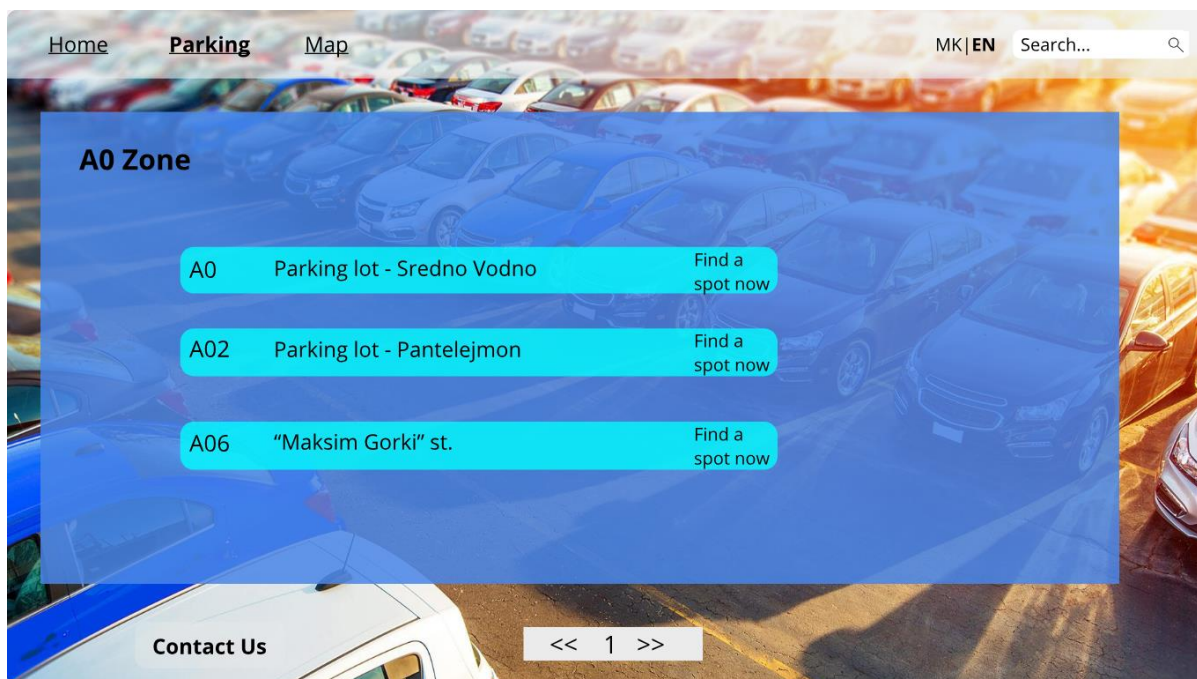 Home Parking Map MK|EN Search...
A0 Zone
A0 Parking lot - Sredno Vodno Find a
spot now
A02 Parking lot - Pantelejmon Find a
spot now
A06 “Maksim Gorki” st. Find a
spot now
Contact Us << 1 >>